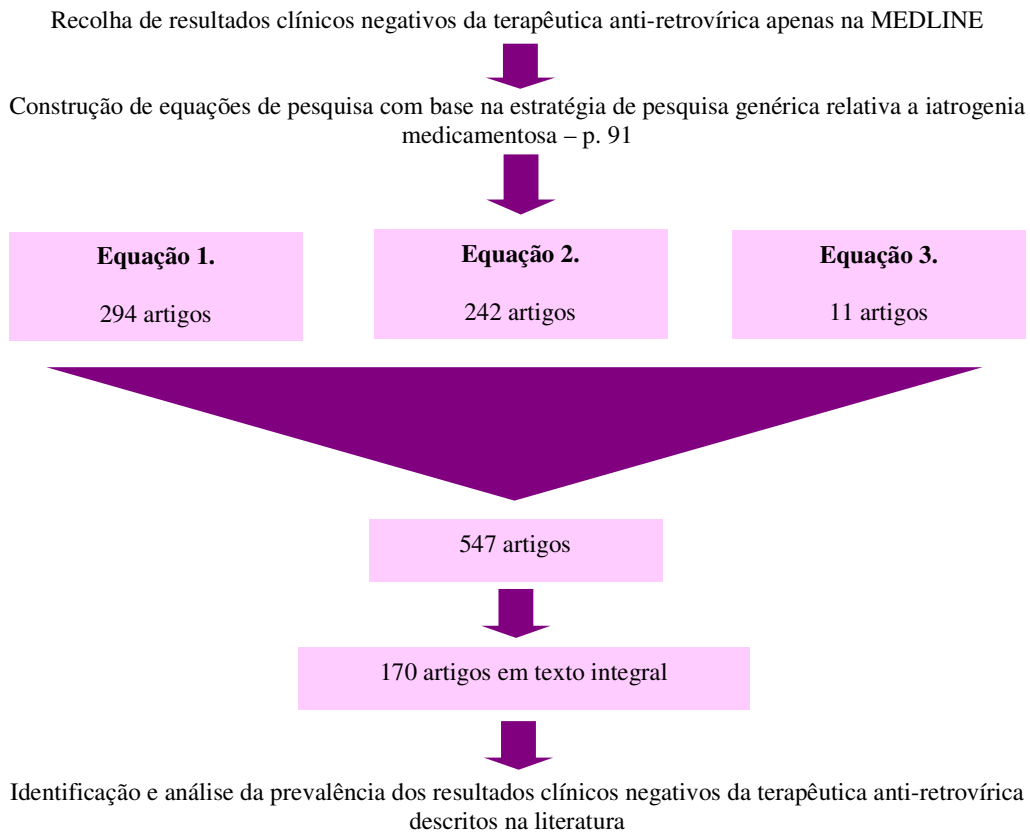 Recolha de resultados clínicos negativos da terapêutica anti-retrovírica apenas na MEDLINE
Construção de equações de pesquisa com base na estratégia de pesquisa genérica relativa a iatrogenia
medicamentosa – p. 91
Equação 1.
294 artigos
Equação 2.
242 artigos
Equação 3.
11 artigos
547 artigos
170 artigos em texto integral
Identificação e análise da prevalência dos resultados clínicos negativos da terapêutica anti-retrovírica
descritos na literatura